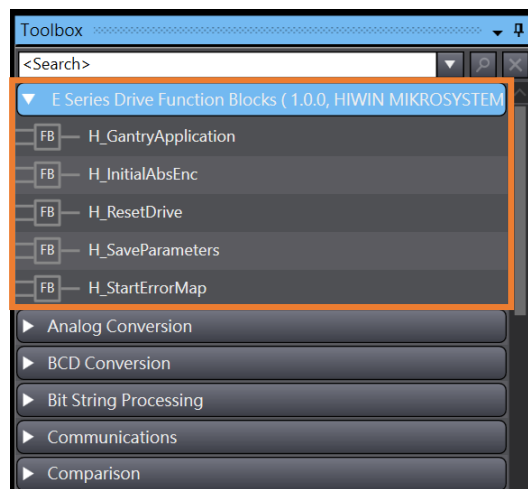 Toolbox
<Search>
E Series Drive Function Blocks ( 1.0.0, HIWIN MIKROSYSTEM
FB H_GantryApplication
FB H_InitialAbsEnc
FB H_ResetDrive
FB H_SaveParameters
FB H_StartErrorMap
Analog Conversion
BCD Conversion
Bit String Processing
Communications
Comparison